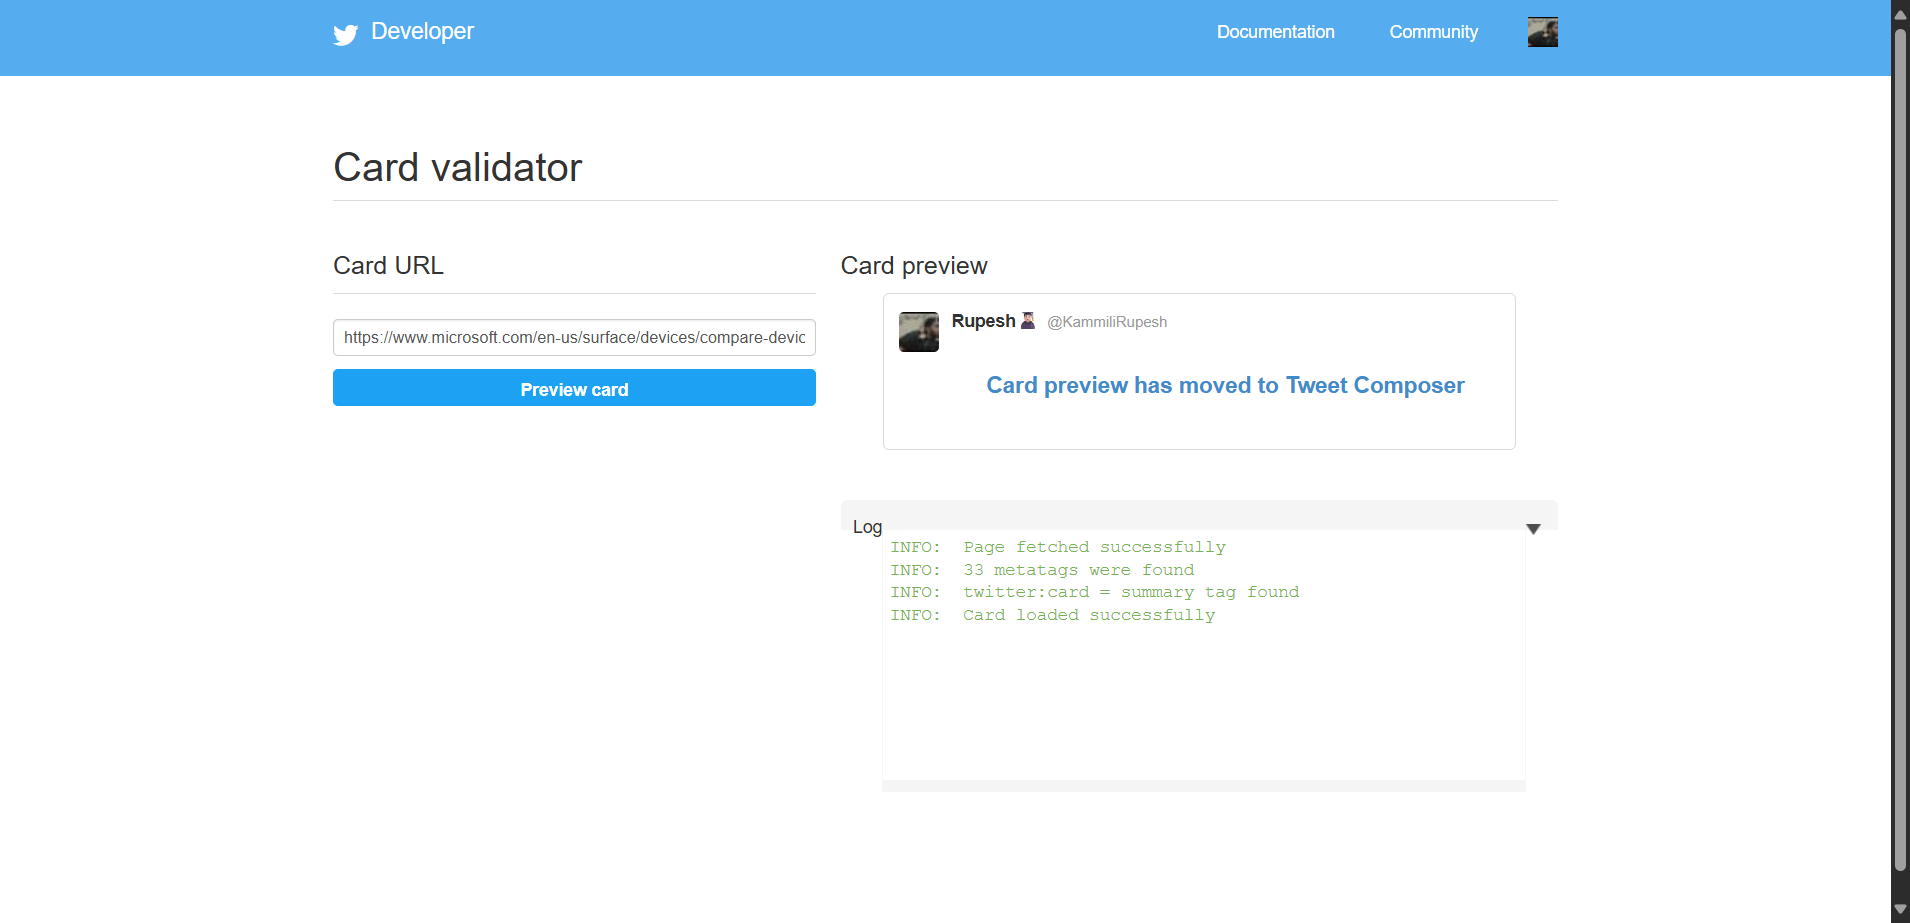 Developer
Documentation
Community
Card validator
Card URL
https://www.microsoft.com/en-us/surface/devices/compare-devic
Preview card
Card preview
Rupesh @KammiliRupesh
Card preview has moved to Tweet Composer
Log
INFO: Page fetched successfully
INFO: 33 metatags were found
INFO: twitter:card = summary tag found
INFO: Card loaded successfully